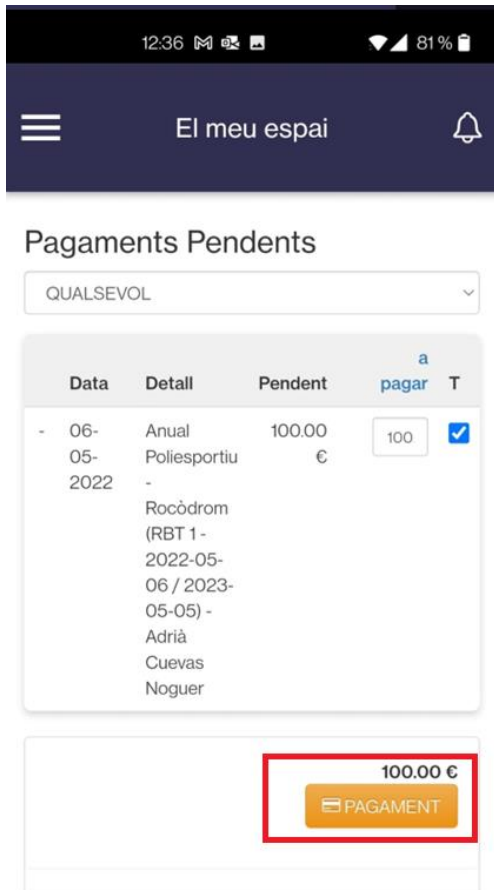 12:36 81%
El meu espai
Pagaments Pendents
QUALSEVOL
a
Data Detall Pendent pagar T
- 06- Anual 100.00 100
05- Poliesportiu €
2022 -
Rocòdrom
(RBT 1 -
2022-05-
06 / 2023-
05-05) -
Adrià
Cuevas
Noguer
100.00 €
PAGAMENT